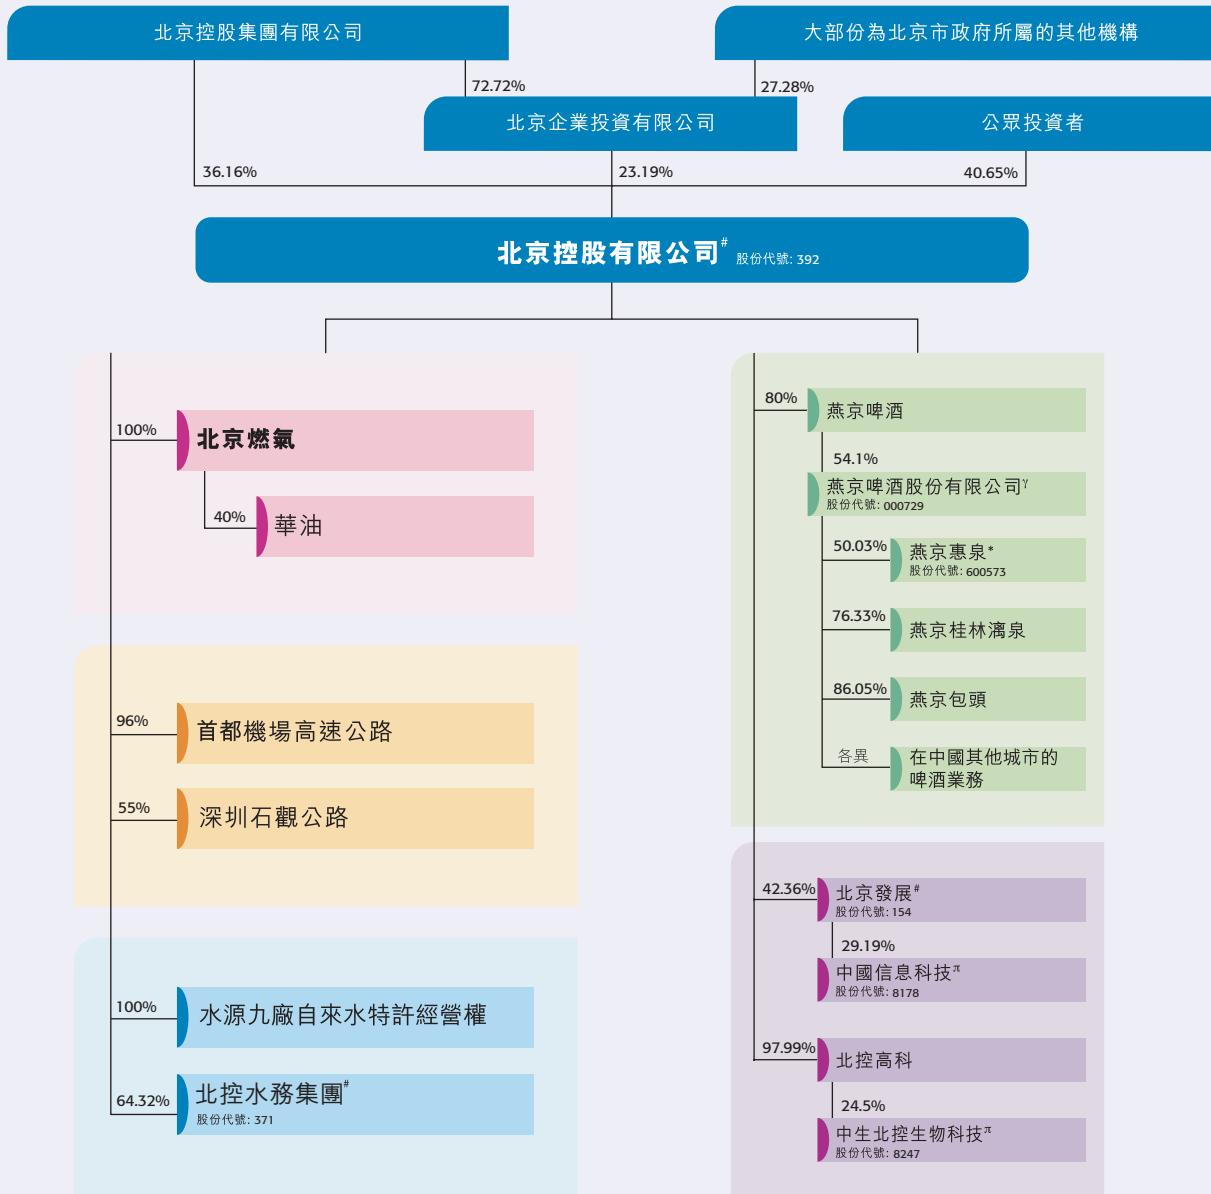 北京控股集團有限公司
大部份為北京市政府所屬的其他機構
72.72%
27.28%
北京企業投資有限公司
公眾投資者
36.16%
23.19%
40.65%
北京控股有限公司#
股份代號: 392
100%
北京燃氣
40%
華油
96%
首都機場高速公路
55%
深圳石觀公路
100%
水源九廠自來水特許經營權
64.32%
北控水務集團#
股份代號: 371
80%
燕京啤酒
54.1%
燕京啤酒股份有限公司γ
股份代號: 000729
50.03%
燕京惠泉*
股份代號: 600573
76.33%
燕京桂林漓泉
86.05%
燕京包頭
各異
在中國其他城市的
啤酒業務
42.36%
北京發展#
股份代號: 154
29.19%
中國信息科技π
股份代號: 8178
97.99%
北控高科
24.5%
中生北控生物科技π
股份代號: 8247